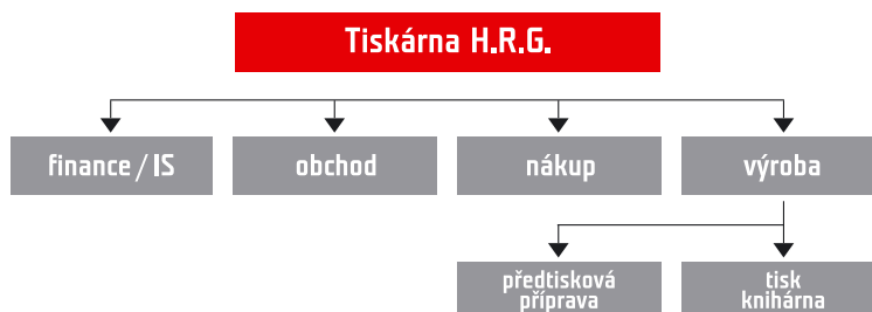 Tiskárna H.R.G.
finance / IS
obchod
nákup
výroba
předtisková
příprava
tisk
knihárna